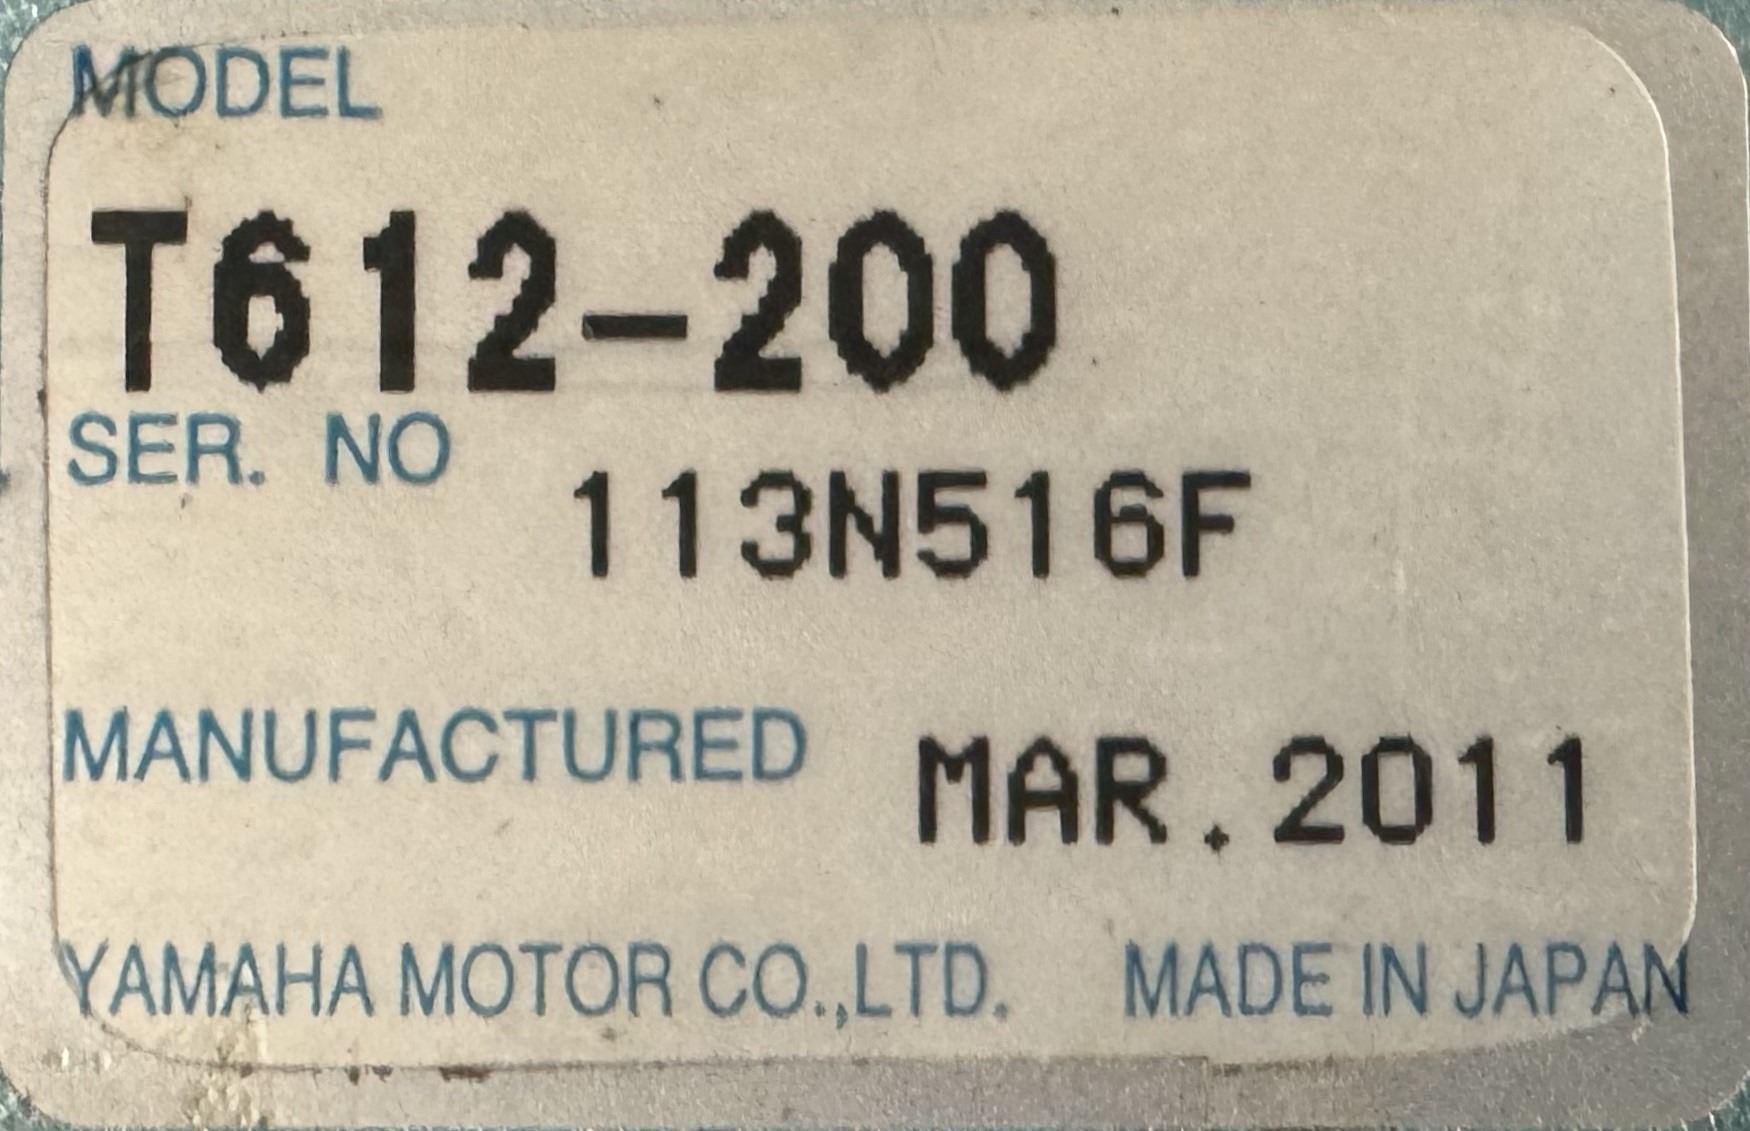 MODEL
T612-200
SER. NO 113N516F
MANUFACTURED MAR.2011
YAMAHA MOTOR CO.,LTD. MADE IN JAPAN